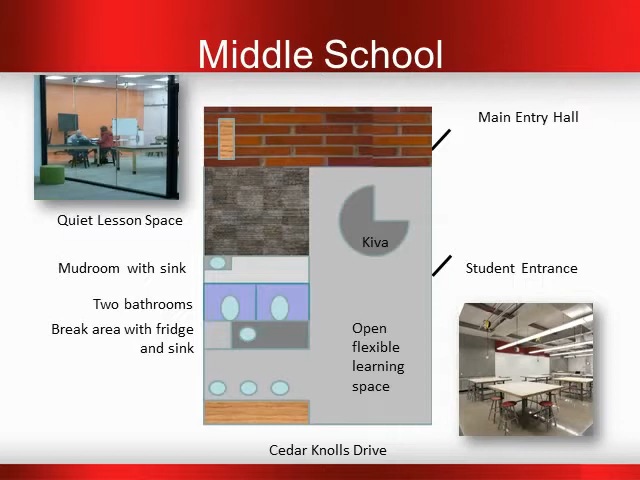 Middle School
Main Entry Hall
Quiet Lesson Space
Kiva
Mudroom with sink
Student Entrance
Two bathrooms
Break area with fridge
and sink
Open
flexible
learning
space
Cedar Knolls Drive